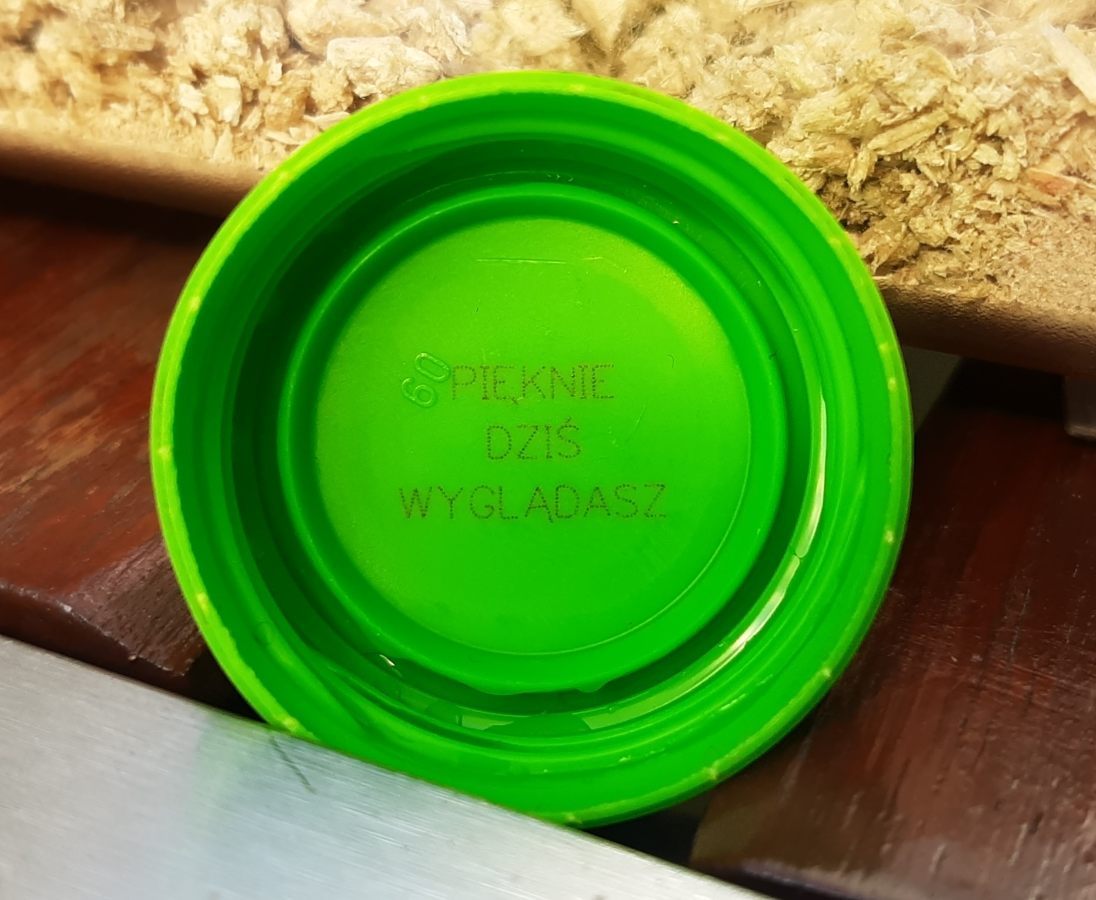 60
PIĘKNIE
DZIŚ
WYGLĄDASZ